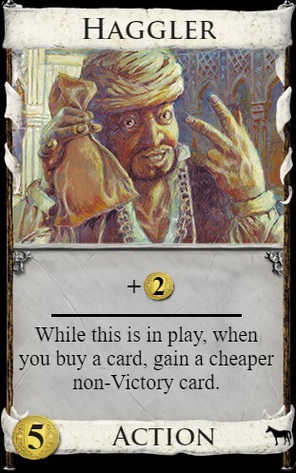 HAGGLER
+2
While this is in play, when
you buy a card, gain a cheaper
non-Victory card.
5 ACTION